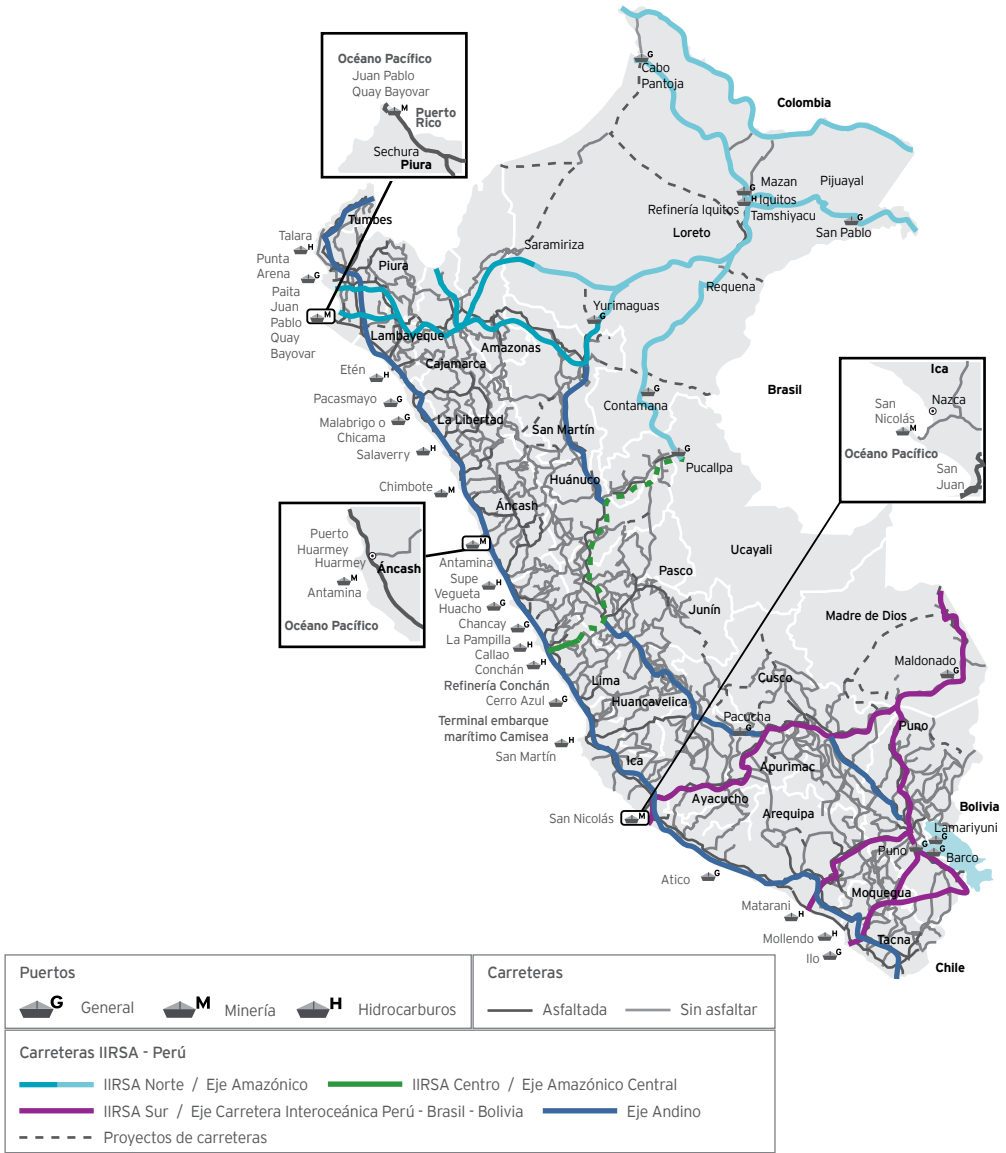 Océano Pacífico
Juan Pablo
Quay Bayovar
M
Puerto
Rico
Sechura
Piura
G
Cabo
Pantoja
Colombia
Mazan
Pijuayal
G
H
Iquitos
Refinería Iquitos
Tamshiyacu
G
San Pablo
Loreto
Tumbes
Talara
H
Punta
Arena
G
Piura
Saramiriza
Requena
Paita
Juan
Pablo
Quay
Bayovar
M
Yurimaguas
G
Lambayeque
Amazonas
Cajamarca
Etén
H
Brasil
Pacasmayo
G
Contamana
G
Malabrigo o
Chicama
G
La Libertad
San Martín
Salaverry
H
G
Pucallpa
Chimbote
M
Huánuco
Áncash
Ica
Nazca
San
Nicolás
M
Océano Pacífico
San
Juan
Puerto
Huarmey
Huarmey
Áncash
M
Antamina
Océano Pacífico
M
Antamina
Supe
H
Vegueta
Huacho
G
Chancay
G
La Pampilla
H
Callao
Conchán
H
Refinería Conchán
Cerro Azul
G
Terminal embarque
marítimo Camisea
H
San Martín
Ucayali
Pasco
Junín
Madre de Dios
Maldonado
G
Lima
Cusco
Huancavelica
Pacucha
G
Puno
Ica
Apurimac
Ayacucho
Arequipa
San Nicolás
M
Bolivia
Lamariyuni
G
Puno
G
G
Barco
Atico
G
Moquegua
Matarani
H
Mollendo
H
Tacna
Ilo
G
Chile
Puertos
G General
M Minería
H Hidrocarburos
Carreteras
Asfaltada
Sin asfaltar
Carreteras IIRSA - Perú
IIRSA Norte / Eje Amazónico
IIRSA Centro / Eje Amazónico Central
IIRSA Sur / Eje Carretera Interoceánica Perú - Brasil - Bolivia
Eje Andino
Proyectos de carreteras